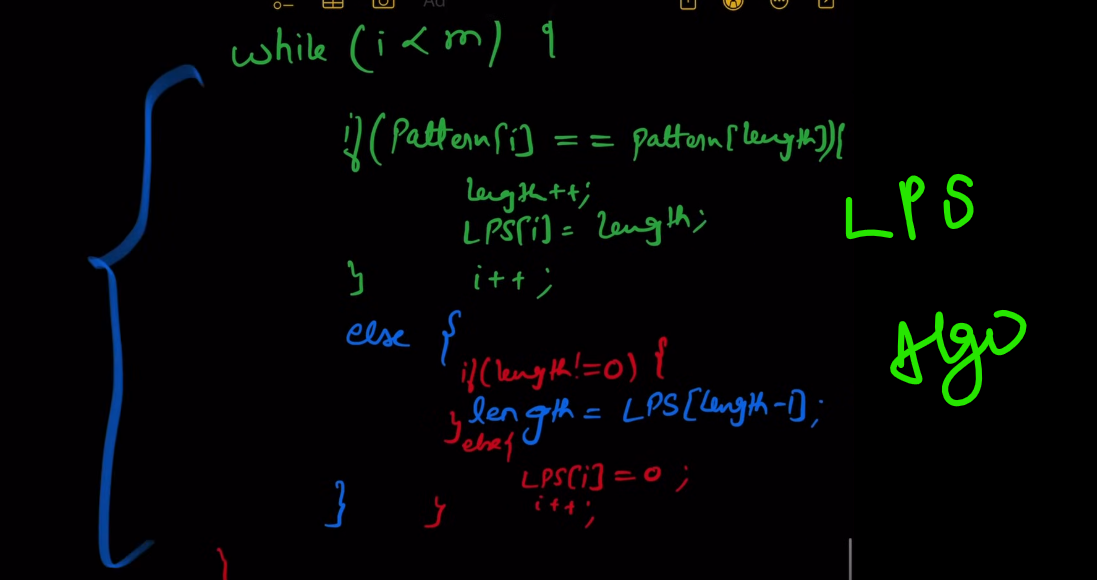 Aa
while (i < m) {
if(Pattern[i] == pattern[length]){
length++;
LPS[i] = length;
} i++;
else {
if(length!=0) {
length = LPS[length-1];
}else{
LPS[i] = 0;
i++;
} }
}
LPS
Algo